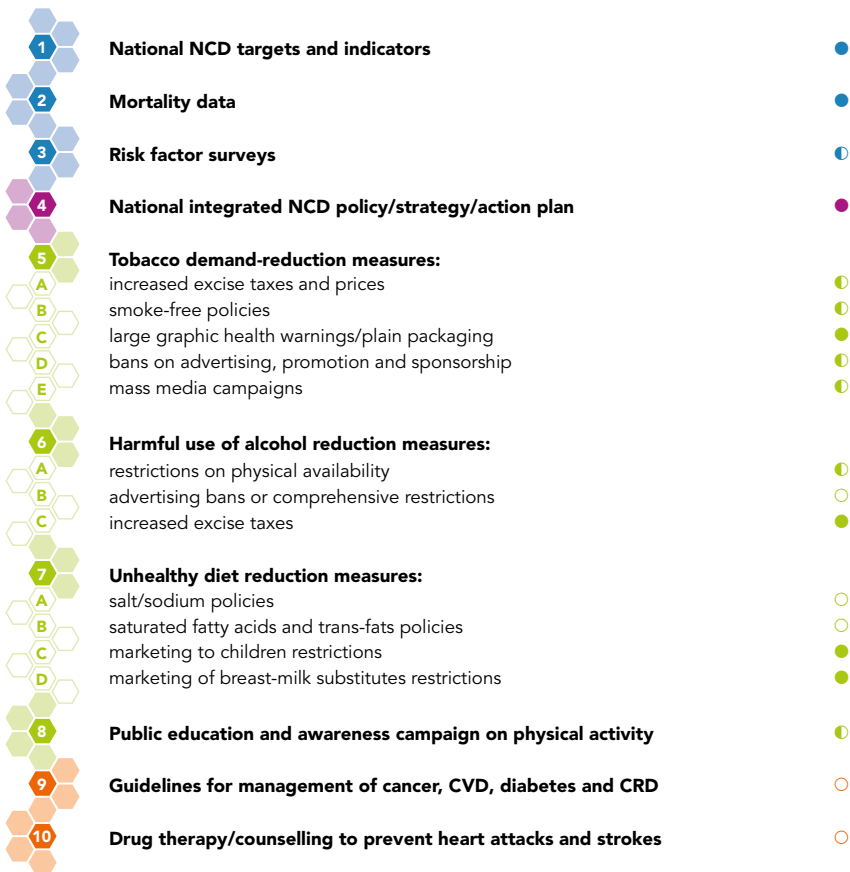 1 National NCD targets and indicators
2 Mortality data
3 Risk factor surveys
4 National integrated NCD policy/strategy/action plan
5 Tobacco demand-reduction measures:
A increased excise taxes and prices
B smoke-free policies
C large graphic health warnings/plain packaging
D bans on advertising, promotion and sponsorship
E mass media campaigns
6 Harmful use of alcohol reduction measures:
A restrictions on physical availability
B advertising bans or comprehensive restrictions
C increased excise taxes
7 Unhealthy diet reduction measures:
A salt/sodium policies
B saturated fatty acids and trans-fats policies
C marketing to children restrictions
D marketing of breast-milk substitutes restrictions
8 Public education and awareness campaign on physical activity
9 Guidelines for management of cancer, CVD, diabetes and CRD
10 Drug therapy/counselling to prevent heart attacks and strokes